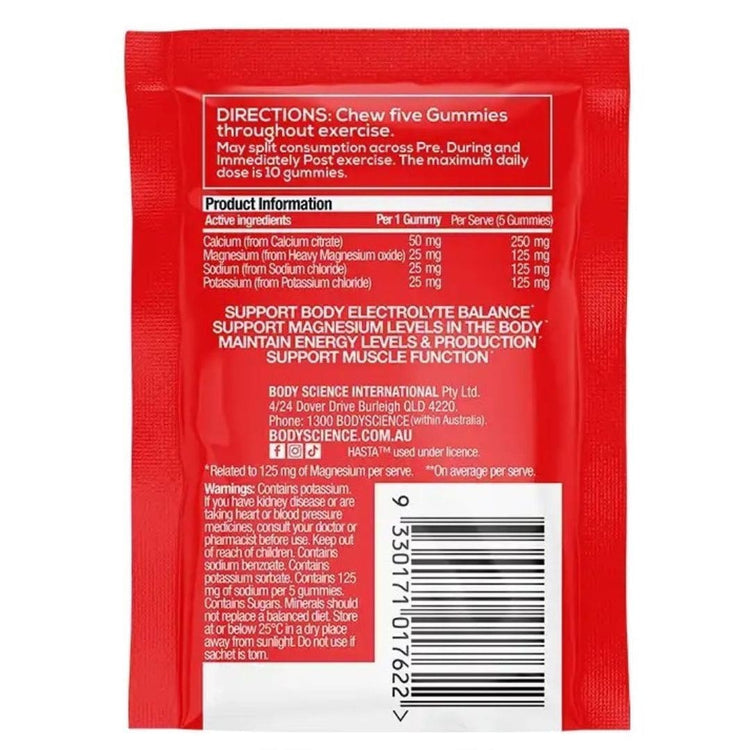 DIRECTIONS: Chew five Gummies
throughout exercise.
May split consumption across Pre, During and
Immediately Post exercise. The maximum daily
dose is 10 gummies.
Product Information
Active ingredients Per 1 Gummy Per Serve (5 Gummies)
Calcium (from Calcium citrate) 50 mg 250 mg
Magnesium (from Heavy Magnesium oxide) 25 mg 125 mg
Sodium (from Sodium chloride) 25 mg 125 mg
Potassium (from Potassium chloride) 25 mg 125 mg
SUPPORT BODY ELECTROLYTE BALANCE*
SUPPORT MAGNESIUM LEVELS IN THE BODY*
MAINTAIN ENERGY LEVELS & PRODUCTION*
SUPPORT MUSCLE FUNCTION*
BODY SCIENCE INTERNATIONAL Pty Ltd.
4/24 Dover Drive Burleigh QLD 4220.
Phone: 1300 BODYSCIENCE (within Australia).
BODYSCIENCE.COM.AU
HASTA™ used under licence.
*Related to 125 mg of Magnesium per serve. **On average per serve.
Warnings: Contains potassium.
If you have kidney disease or are
taking heart or blood pressure
medicines, consult your doctor or
pharmacist before use. Keep out
of reach of children. Contains
sodium benzoate. Contains
potassium sorbate. Contains 125
mg of sodium per 5 gummies.
Contains Sugars. Minerals should
not replace a balanced diet. Store
at or below 25°C in a dry place
away from sunlight. Do not use if
sachet is torn.
9 330171 017622 >